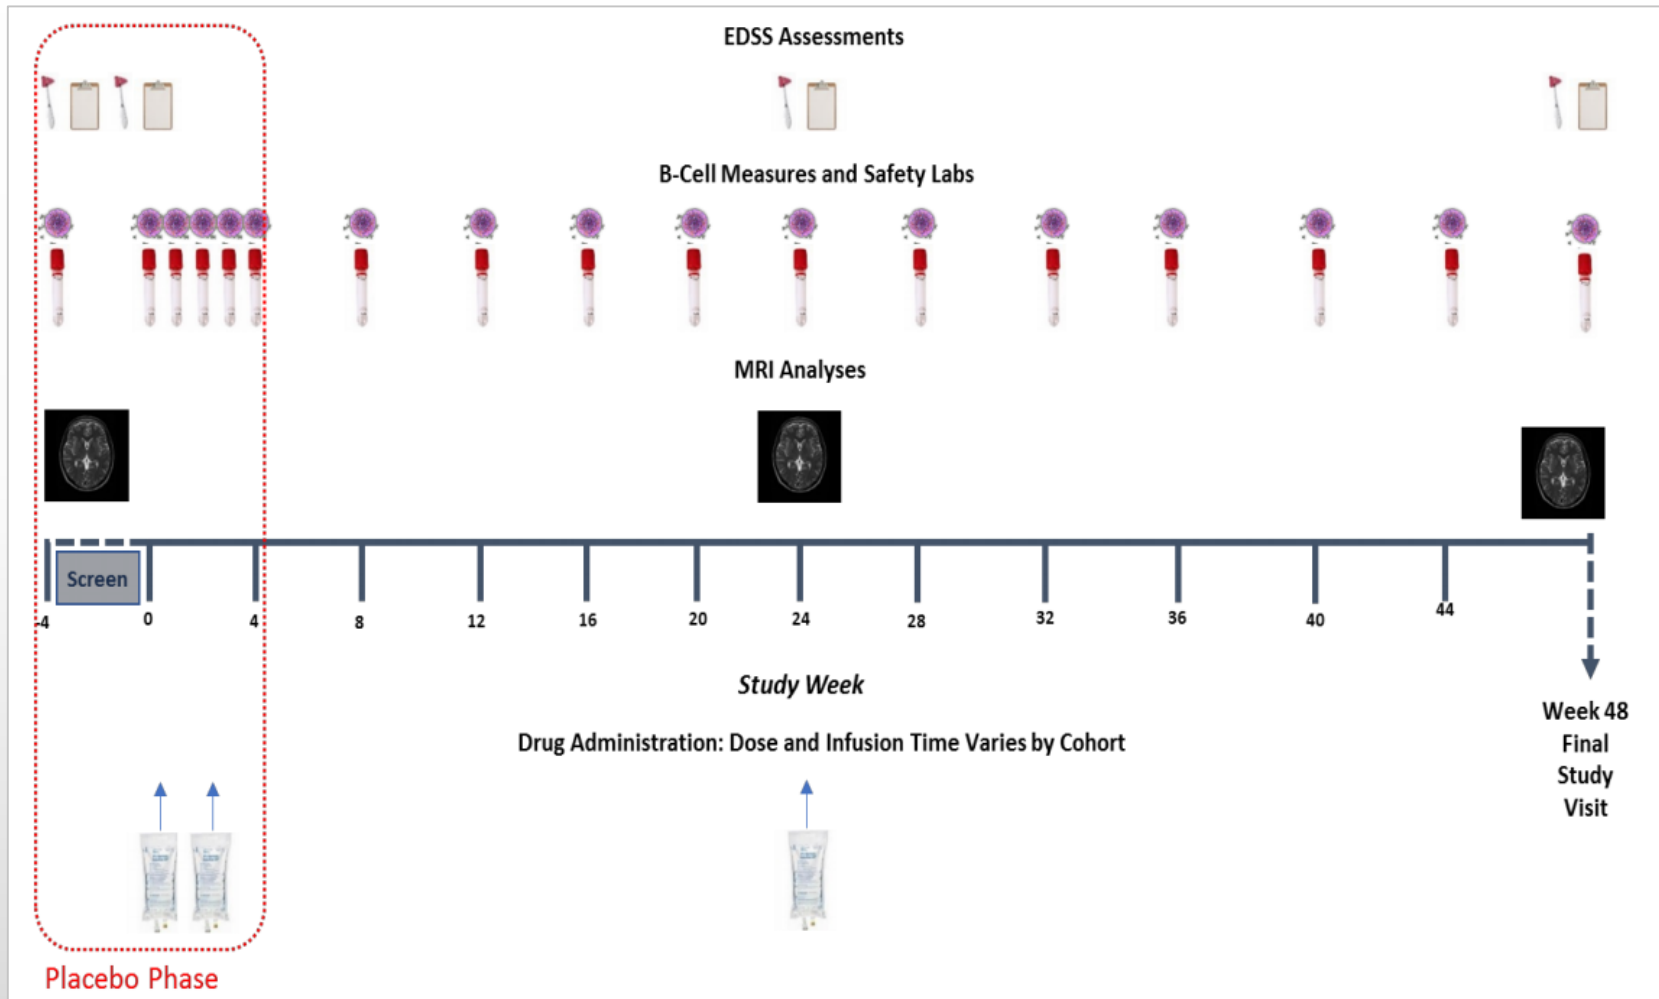 EDSS Assessments
B-Cell Measures and Safety Labs
MRI Analyses
Screen
-4 0 4 8 12 16 20 24 28 32 36 40 44
Study Week
Drug Administration: Dose and Infusion Time Varies by Cohort
Week 48
Final
Study
Visit
Placebo Phase